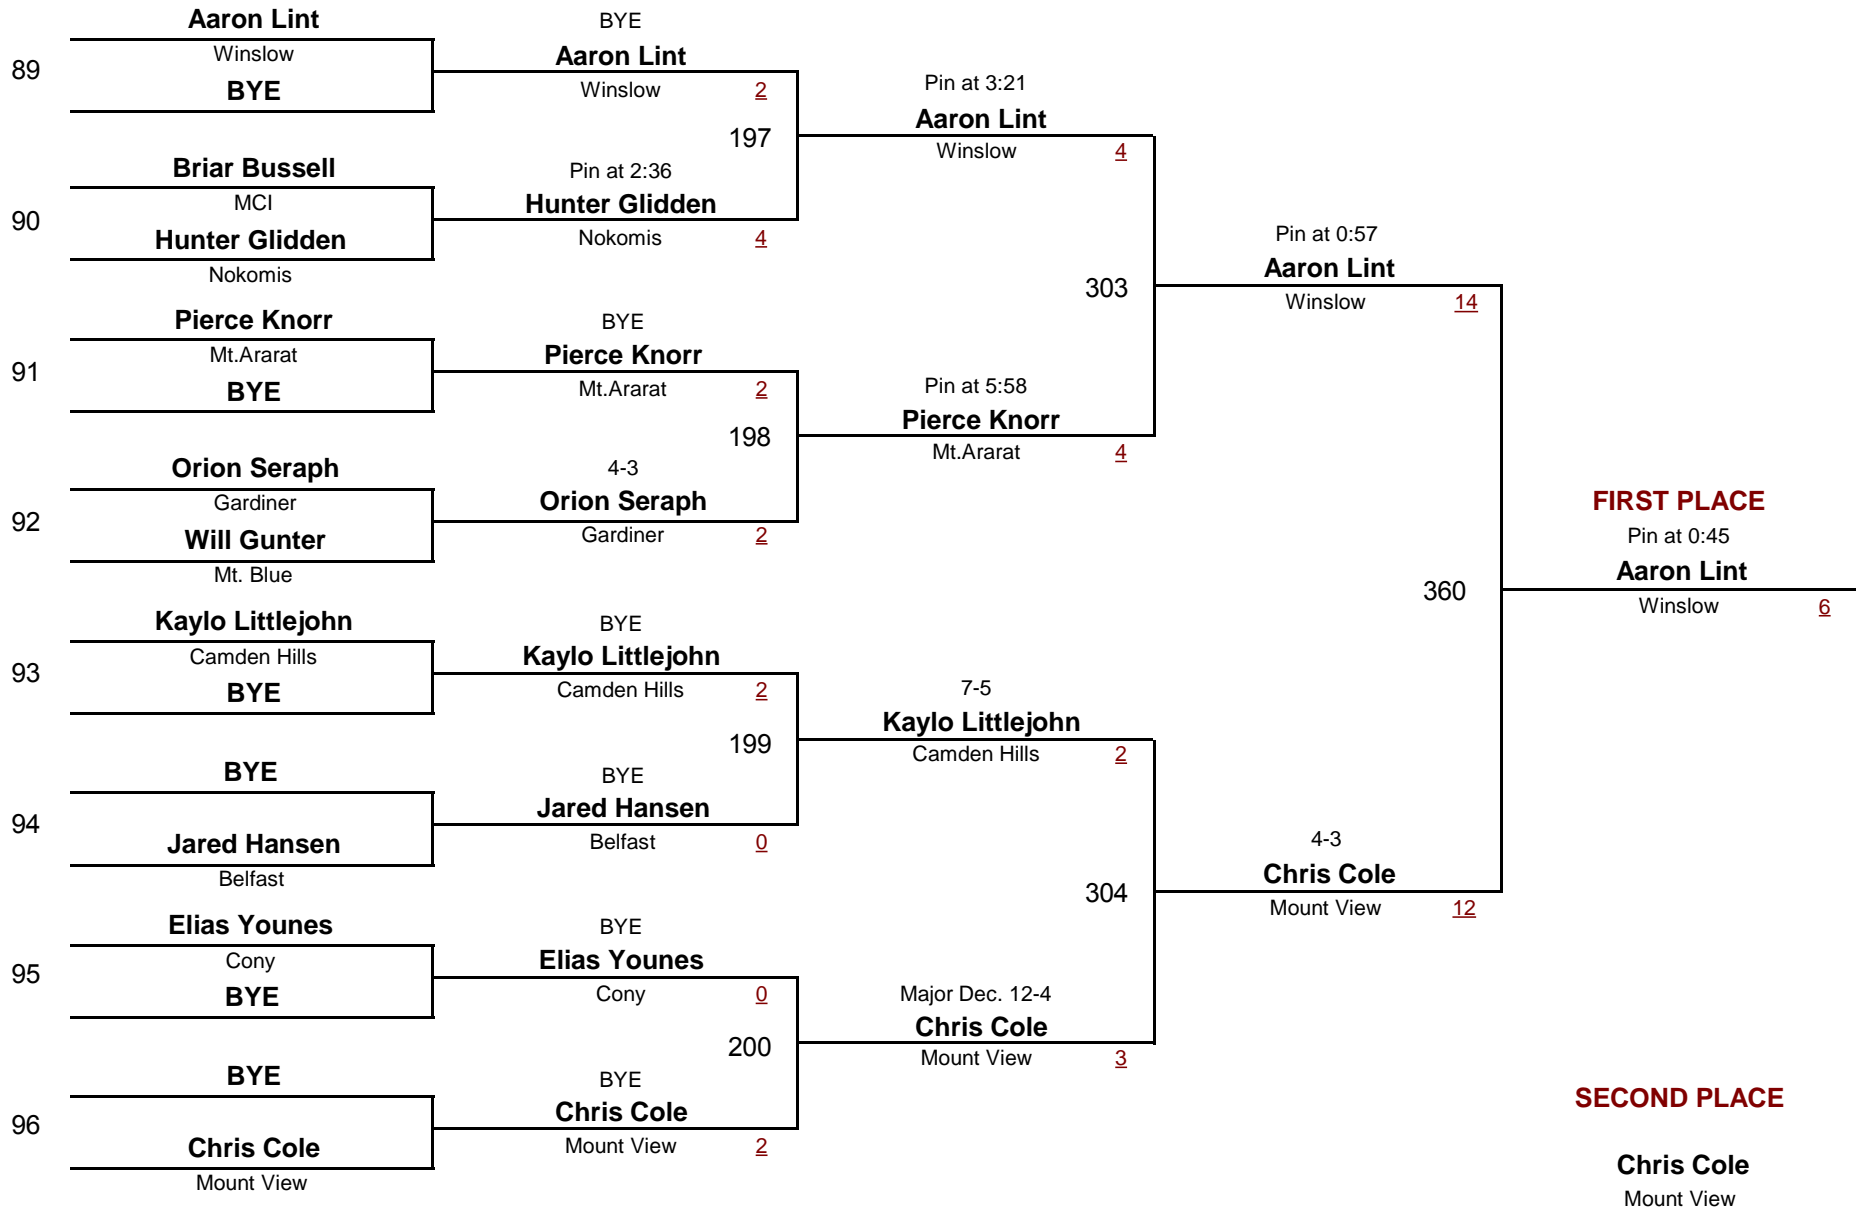 Aaron Lint
Winslow
89
BYE
Briar Bussell
MCI
90
Hunter Glidden
Nokomis
Pierce Knorr
Mt.Ararat
91
BYE
Orion Seraph
Gardiner
92
Will Gunter
Mt. Blue
Kaylo Littlejohn
Camden Hills
93
BYE
BYE
94
Jared Hansen
Belfast
Elias Younes
Cony
95
BYE
BYE
96
Chris Cole
Mount View
BYE
Aaron Lint
Winslow 2
197
Pin at 2:36
Hunter Glidden
Nokomis 4
BYE
Pierce Knorr
Mt.Ararat 2
198
4-3
Orion Seraph
Gardiner 2
BYE
Kaylo Littlejohn
Camden Hills 2
199
BYE
Jared Hansen
Belfast 0
BYE
Elias Younes
Cony 0
200
BYE
Chris Cole
Mount View 2
Pin at 3:21
Aaron Lint
Winslow 4
303
Pin at 5:58
Pierce Knorr
Mt.Ararat 4
7-5
Kaylo Littlejohn
Camden Hills 2
304
Major Dec. 12-4
Chris Cole
Mount View 3
Pin at 0:57
Aaron Lint
Winslow 14
360
4-3
Chris Cole
Mount View 12
FIRST PLACE
Pin at 0:45
Aaron Lint
Winslow 6
SECOND PLACE
Chris Cole
Mount View